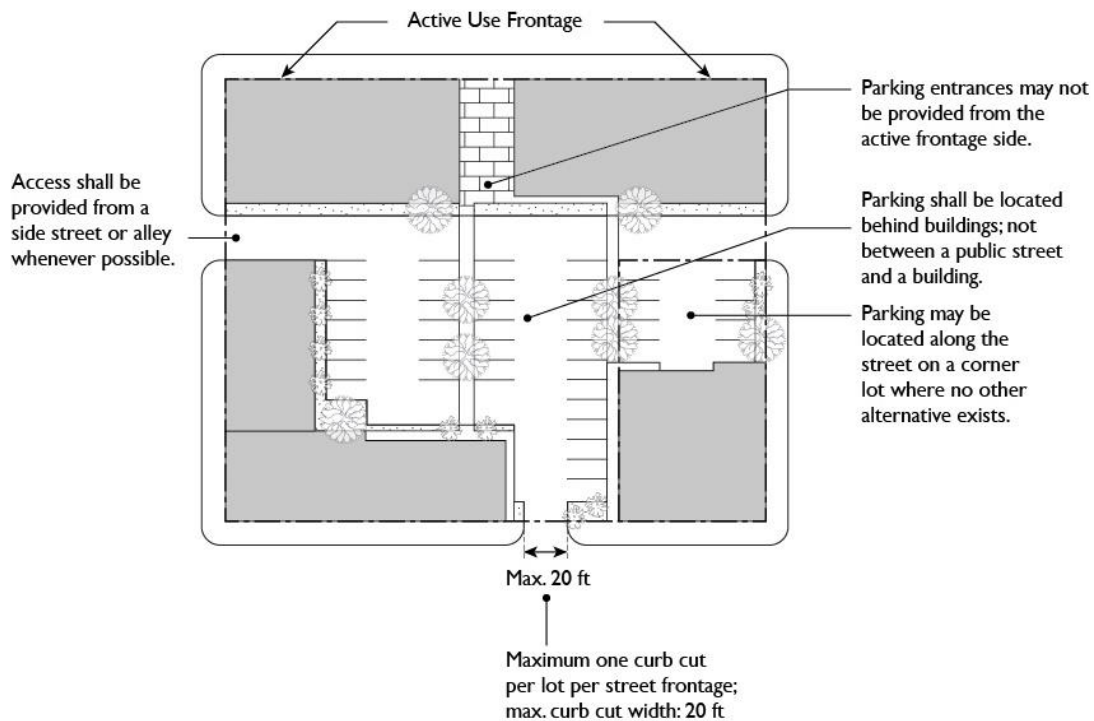 Active Use Frontage
Parking entrances may not
be provided from the
active frontage side.
Access shall be
provided from a
side street or alley
whenever possible.
Parking shall be located
behind buildings; not
between a public street
and a building.
Parking may be
located along the
street on a corner
lot where no other
alternative exists.
Max. 20 ft
Maximum one curb cut
per lot per street frontage;
max. curb cut width: 20 ft